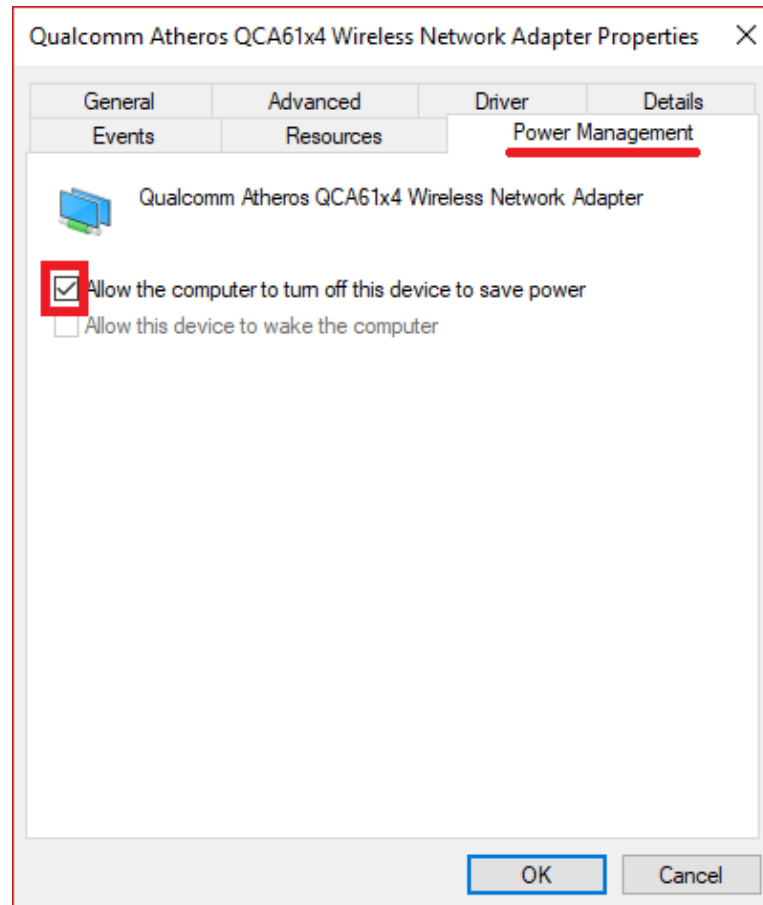 Qualcomm Atheros QCA61x4 Wireless Network Adapter Properties
General Advanced Driver Details
Events Resources Power Management
Qualcomm Atheros QCA61x4 Wireless Network Adapter
Allow the computer to turn off this device to save power
Allow this device to wake the computer
OK Cancel